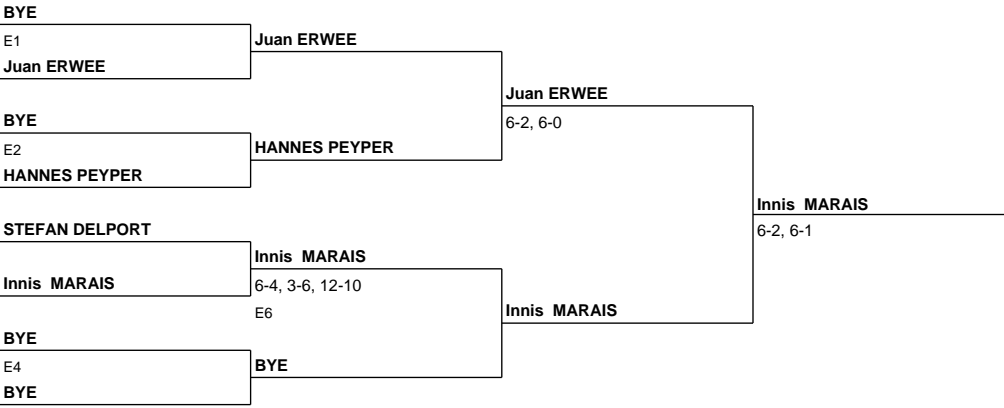 BYE
E1
Juan ERWEE
BYE
E2
HANNES PEYPER
STEFAN DELPORT
Innis MARAIS
BYE
E4
BYE
Juan ERWEE
HANNES PEYPER
Innis MARAIS
6-4, 3-6, 12-10
E6
BYE
Juan ERWEE
6-2, 6-0
Innis MARAIS
Innis MARAIS
6-2, 6-1